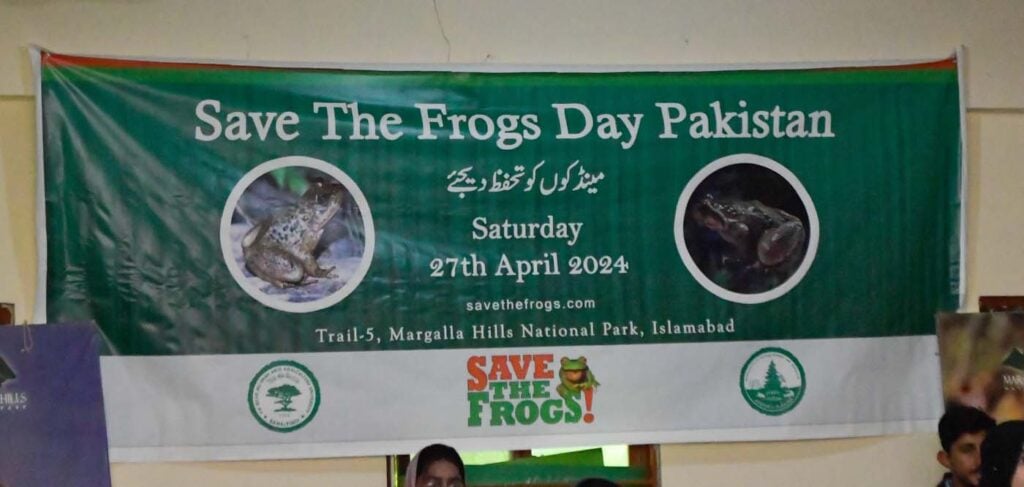 Save The Frogs Day Pakistan
مینڈکوں کو تحفظ دیجئے
Saturday
27th April 2024
savethefrogs.com
Trail-5, Margalla Hills National Park, Islamabad
SAVE
THE
FROGS!
HILLS